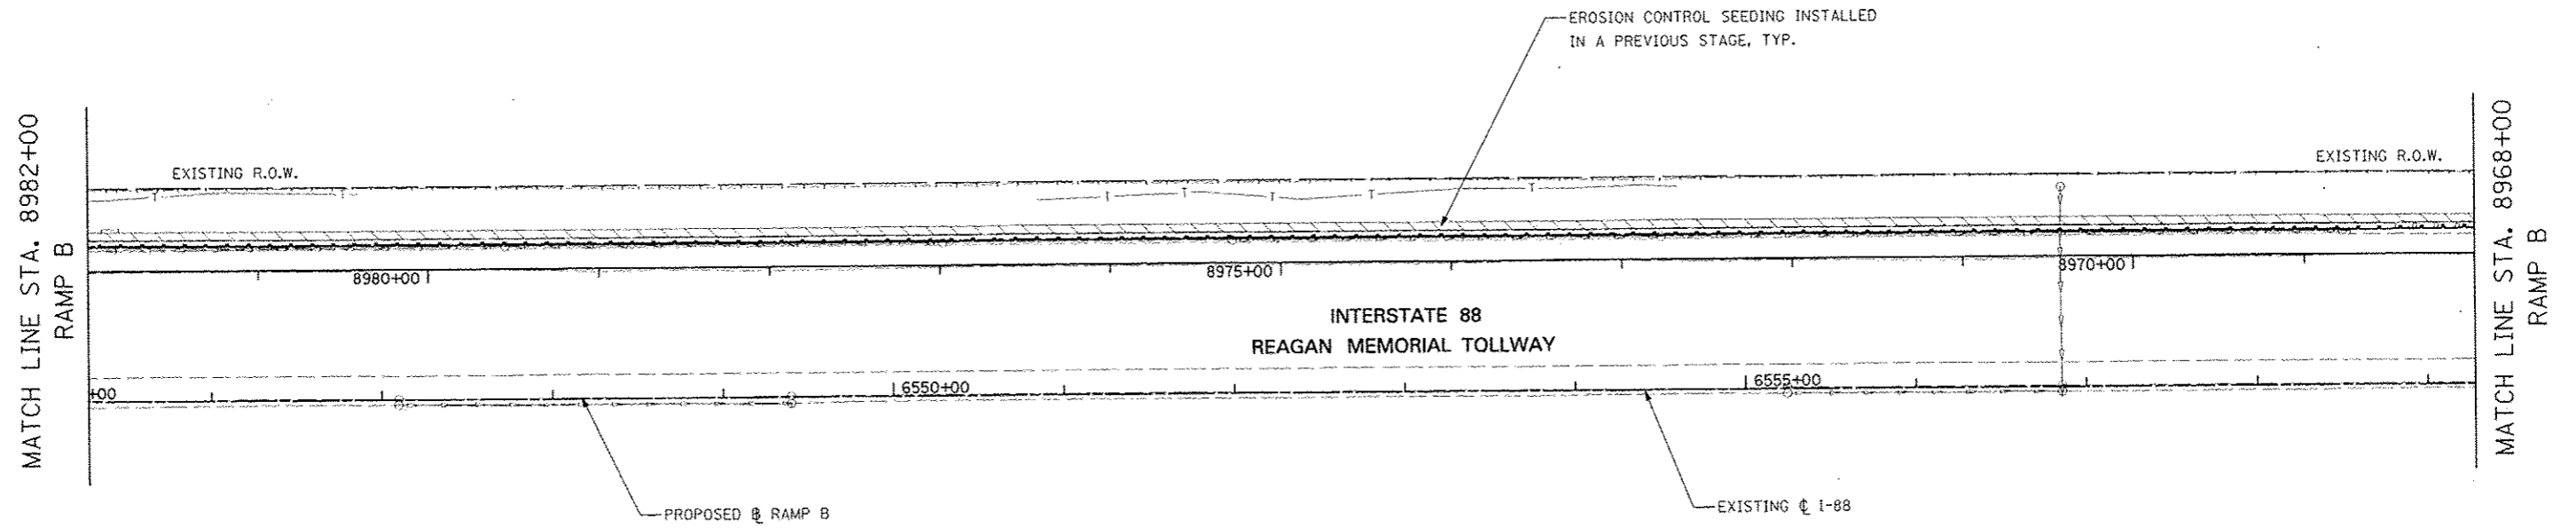 EROSION CONTROL SEEDING INSTALLED
IN A PREVIOUS STAGE, TYP.
MATCH LINE STA. 8982+00
RAMP B
EXISTING R.O.W.
EXISTING R.O.W.
MATCH LINE STA. 8968+00
RAMP B
T T T T T T T
8980+00
8975+00
8970+00
INTERSTATE 88
REAGAN MEMORIAL TOLLWAY
+00
6550+00
6555+00
PROPOSED ⅊ RAMP B
EXISTING ℄ I-88